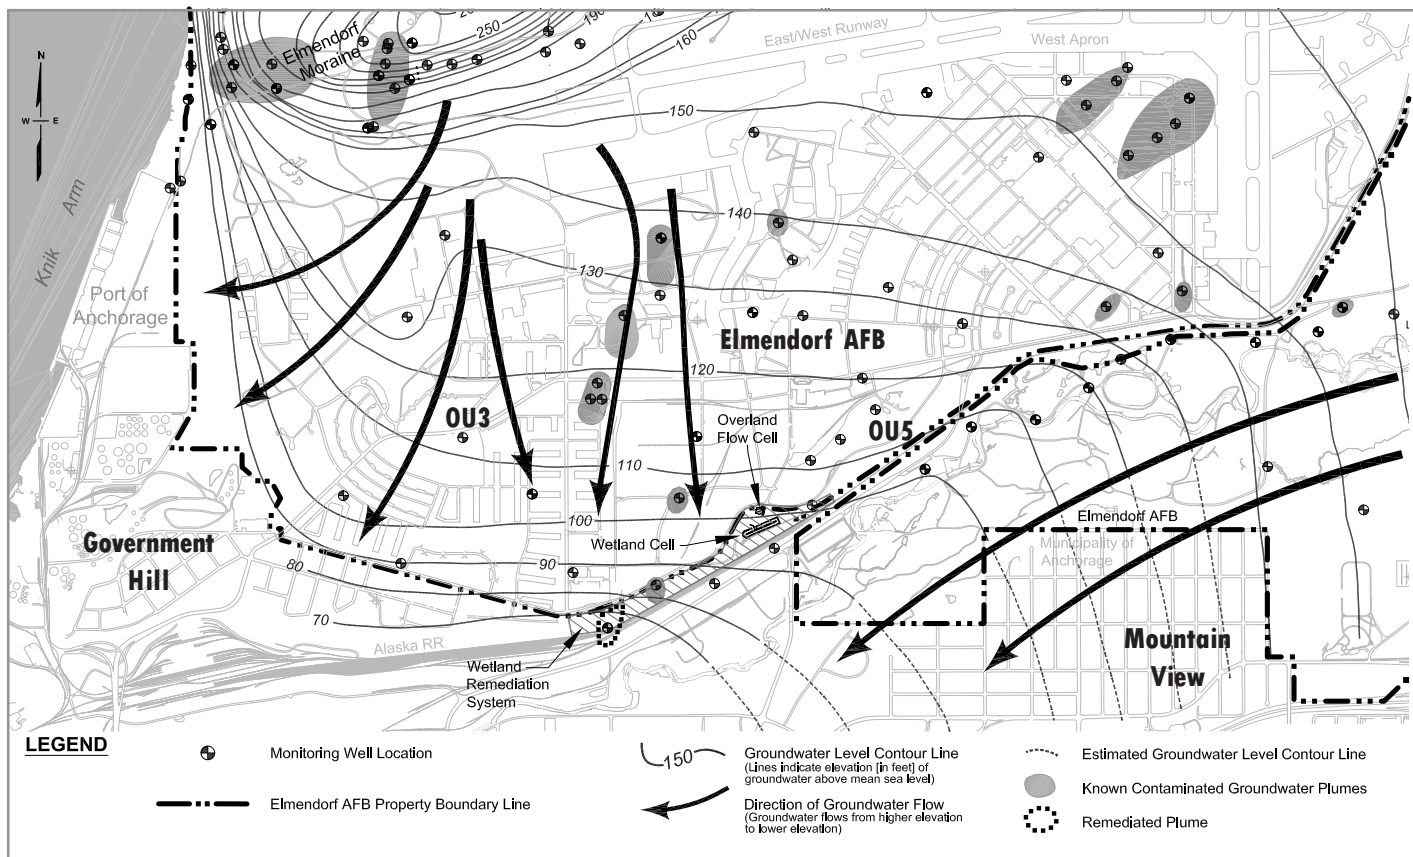 250
190
160
Elmendorf
Moraine
East/West Runway
West Apron
N
W E
150
Knik Arm
140
Port of
Anchorage
130
Elmendorf AFB
120
OU3
Overland
Flow Cell
OU5
110
100
Elmendorf AFB
Government
Hill
Wetland Cell
Municipality of
Anchorage
90
80
70
Mountain
View
Alaska RR
Wetland
Remediation
System
LEGEND
Monitoring Well Location
Elmendorf AFB Property Boundary Line
150
Groundwater Level Contour Line
(Lines indicate elevation [in feet] of
groundwater above mean sea level)
Direction of Groundwater Flow
(Groundwater flows from higher elevation
to lower elevation)
Estimated Groundwater Level Contour Line
Known Contaminated Groundwater Plumes
Remediated Plume